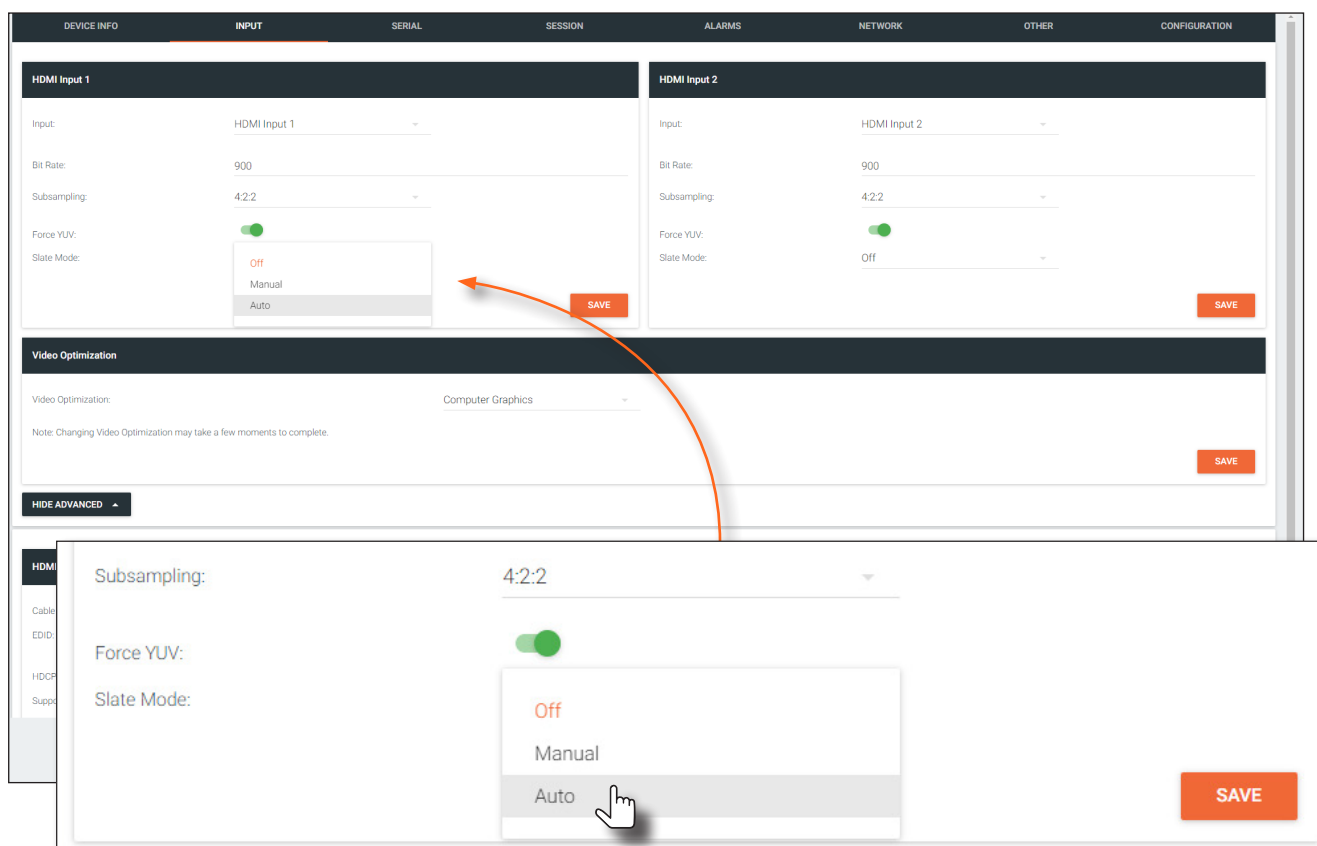 DEVICE INFO INPUT SERIAL SESSION ALARMS NETWORK OTHER CONFIGURATION
HDMI Input 1
Input: HDMI Input 1
Bit Rate: 900
Subsampling: 4:2:2
Force YUV:
Slate Mode:
Off
Manual
Auto
SAVE
HDMI Input 2
Input: HDMI Input 2
Bit Rate: 900
Subsampling: 4:2:2
Force YUV:
Slate Mode: Off
SAVE
Video Optimization
Video Optimization: Computer Graphics
Note: Changing Video Optimization may take a few moments to complete.
SAVE
HIDE ADVANCED
HDMI
Cable
EDID:
HDCP
Suppo
Subsampling: 4:2:2
Force YUV:
Slate Mode:
Off
Manual
Auto
SAVE